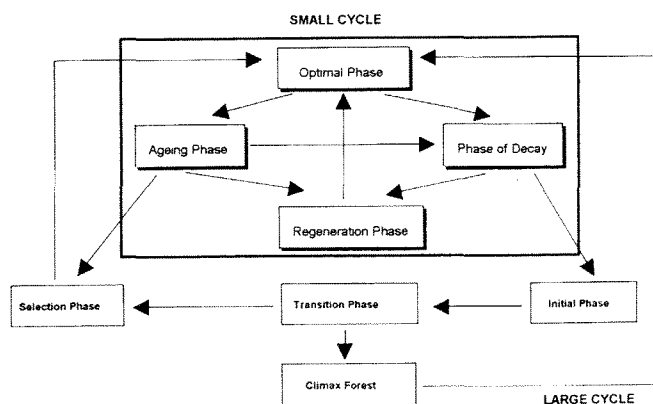 SMALL CYCLE
Optimal Phase
Ageing Phase
Phase of Decay
Regeneration Phase
Selection Phase
Transition Phase
Initial Phase
Climax Forest
LARGE CYCLE